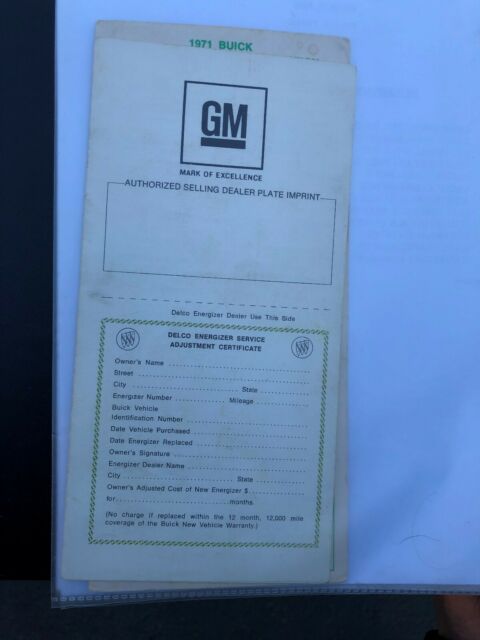 1971 BUICK
GM
MARK OF EXCELLENCE
AUTHORIZED SELLING DEALER PLATE IMPRINT
Delco Energizer Dealer Use This Side
DELCO ENERGIZER SERVICE
ADJUSTMENT CERTIFICATE
Owner's Name
Street
City State
Energizer Number Mileage
Buick Vehicle
Identification Number
Date Vehicle Purchased
Date Energizer Replaced
Owner's Signature
Energizer Dealer Name
City State
Owner's Adjusted Cost of New Energizer $
for months
(No charge if replaced within the 12 month, 12,000 mile
coverage of the Buick New Vehicle Warranty.)